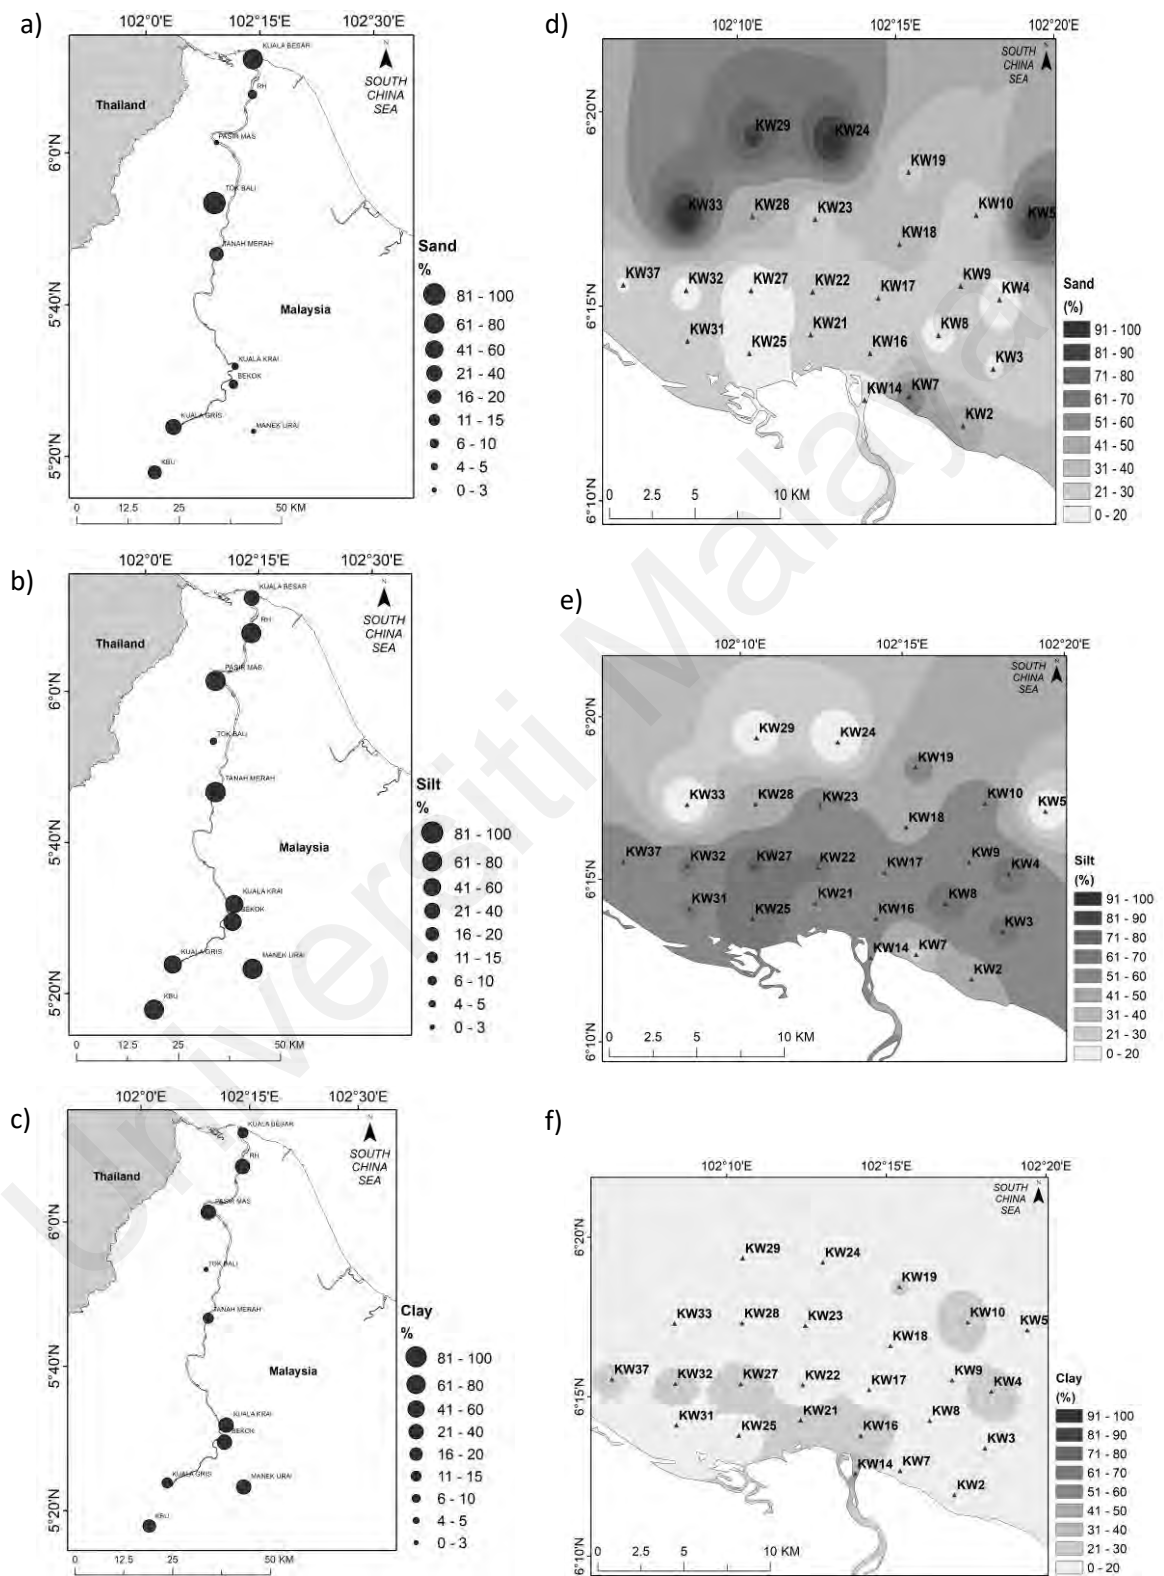 a)
102°0'E 102°15'E 102°30'E
KUALA BESAR
N
SOUTH
CHINA
SEA
RH
Thailand
PASIR MAS
6°0'N
TOK BALI
TANAH MERAH
Sand
%
81 - 100
61 - 80
41 - 60
21 - 40
16 - 20
11 - 15
6 - 10
4 - 5
0 - 3
5°40'N
Malaysia
KUALA KRAI
BEKOK
KUALA GRIS
MANEK URAI
5°20'N
KBU
0 12.5 25 50 KM
d)
102°10'E 102°15'E 102°20'E
SOUTH
CHINA
SEA
N
6°20'N
KW29 KW24
KW19
KW33 KW28 KW23 KW10 KW5
KW18
KW37 KW32 KW27 KW22 KW17 KW9 KW4
6°15'N
KW31 KW25 KW21 KW16 KW8
KW3
KW14 KW7
KW2
6°10'N
0 2.5 5 10 KM
Sand
(%)
91 - 100
81 - 90
71 - 80
61 - 70
51 - 60
41 - 50
31 - 40
21 - 30
0 - 20
b)
102°0'E 102°15'E 102°30'E
KUALA BESAR
N
SOUTH
CHINA
SEA
RH
Thailand
PASIR MAS
6°0'N
TOK BALI
TANAH MERAH
Silt
%
81 - 100
61 - 80
41 - 60
21 - 40
16 - 20
11 - 15
6 - 10
4 - 5
0 - 3
5°40'N
Malaysia
KUALA KRAI
BEKOK
KUALA GRIS
MANEK URAI
5°20'N
KBU
0 12.5 25 50 KM
e)
102°10'E 102°15'E 102°20'E
SOUTH
CHINA
SEA
N
6°20'N
KW29 KW24
KW19
KW33 KW28 KW23 KW10 KW5
KW18
KW37 KW32 KW27 KW22 KW17 KW9 KW4
6°15'N
KW31 KW25 KW21 KW16 KW8
KW3
KW14 KW7
KW2
6°10'N
0 2.5 5 10 KM
Silt
(%)
91 - 100
81 - 90
71 - 80
61 - 70
51 - 60
41 - 50
31 - 40
21 - 30
0 - 20
c)
102°0'E 102°15'E 102°30'E
KUALA BESAR
N
SOUTH
CHINA
SEA
RH
Thailand
PASIR MAS
6°0'N
TOK BALI
TANAH MERAH
Clay
%
81 - 100
61 - 80
41 - 60
21 - 40
16 - 20
11 - 15
6 - 10
4 - 5
0 - 3
5°40'N
Malaysia
KUALA KRAI
BEKOK
KUALA GRIS
MANEK URAI
5°20'N
KBU
0 12.5 25 50 KM
f)
102°10'E 102°15'E 102°20'E
SOUTH
CHINA
SEA
N
6°20'N
KW29 KW24
KW19
KW33 KW28 KW23 KW10 KW5
KW18
KW37 KW32 KW27 KW22 KW17 KW9 KW4
6°15'N
KW31 KW25 KW21 KW16 KW8
KW3
KW14 KW7
KW2
6°10'N
0 2.5 5 10 KM
Clay
(%)
91 - 100
81 - 90
71 - 80
61 - 70
51 - 60
41 - 50
31 - 40
21 - 30
0 - 20
Universiti Malaya